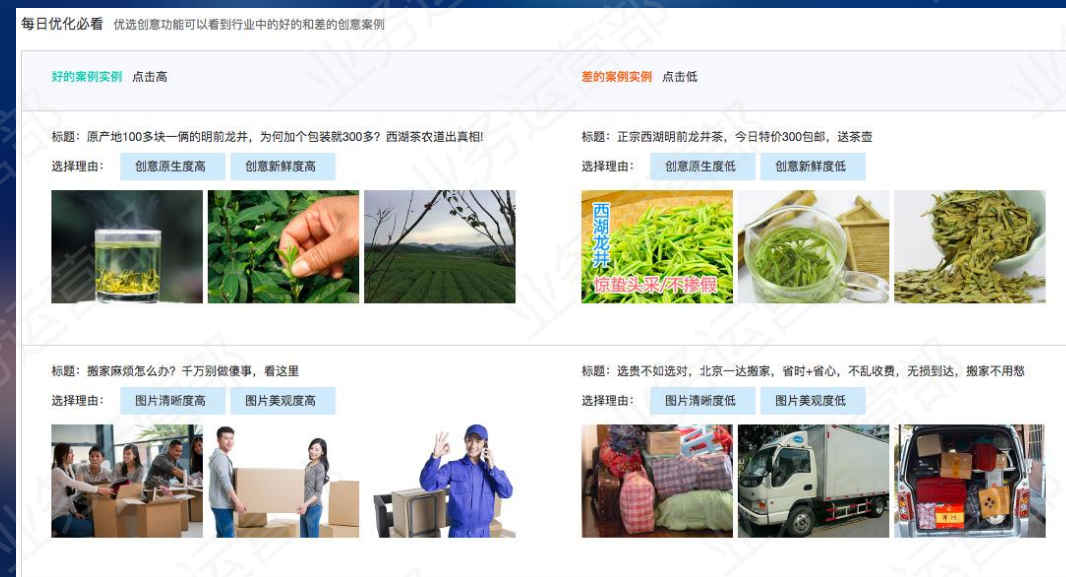 每日优化必看 优选创意功能可以看到行业中的好的和差的创意案例
好的案例实例 点击高
差的案例实例 点击低
标题：原产地100多块一俩的明前龙井，为何加个包装就300多？西湖茶农道出真相!
选择理由： 创意原生度高 创意新鲜度高
标题：正宗西湖明前龙井茶，今日特价300包邮，送茶壶
选择理由： 创意原生度低 创意新鲜度低
西湖龙井
惊蛰头采/不掺假
标题：搬家麻烦怎么办？千万别做傻事，看这里
选择理由： 图片清晰度高 图片美观度高
标题：选贵不如选对，北京一达搬家，省时+省心，不乱收费，无损到达，搬家不用愁
选择理由： 图片清晰度低 图片美观度低
业务运营部